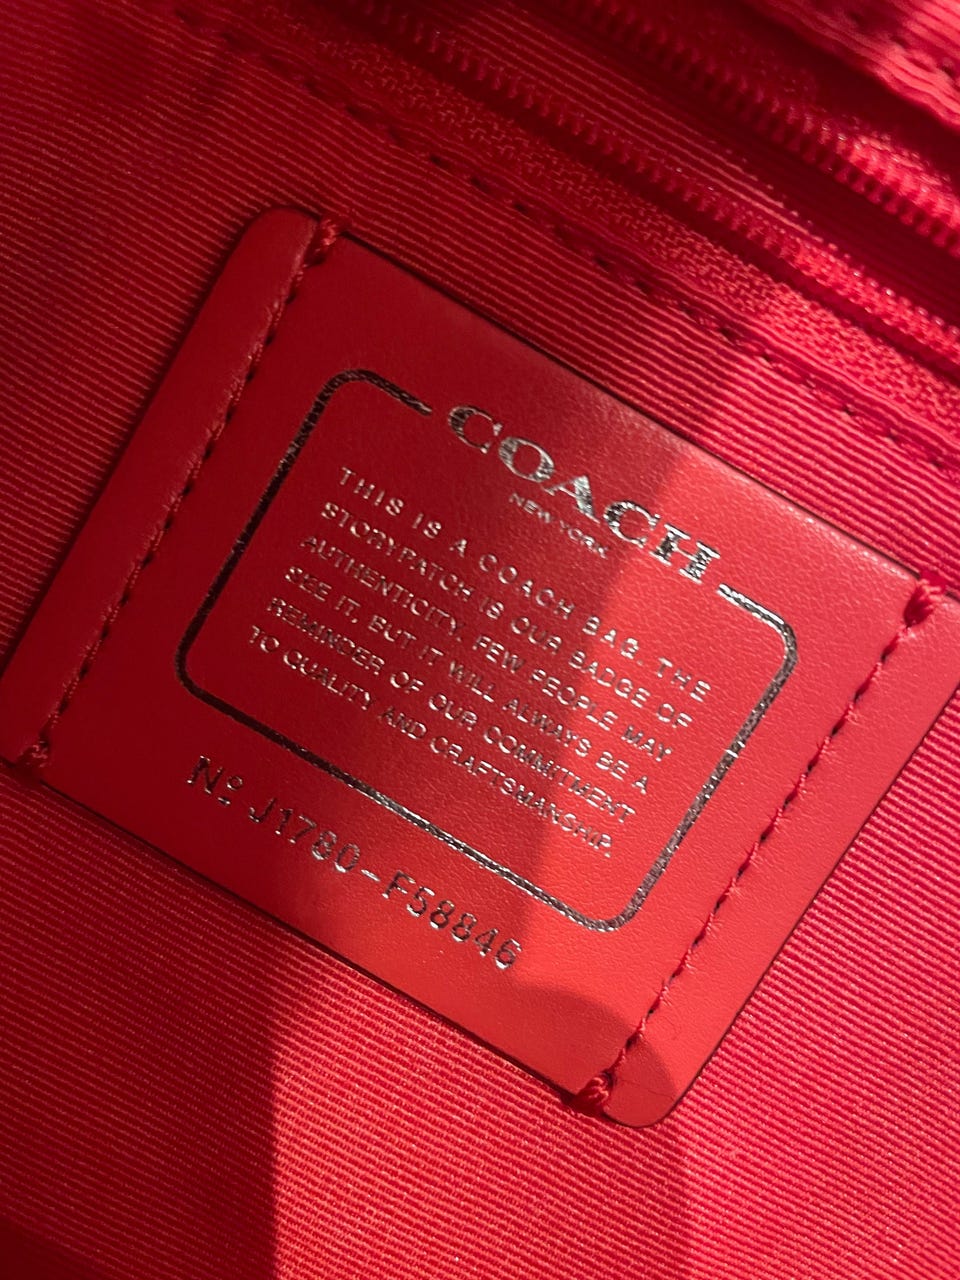 COACH
NEW YORK
THIS IS A COACH BAG. THE
STORYPATCH IS OUR BADGE OF
AUTHENTICITY. FEW PEOPLE MAY
SEE IT, BUT IT WILL ALWAYS BE A
REMINDER OF OUR COMMITMENT
TO QUALITY AND CRAFTSMANSHIP.
Nº J1780-F58846